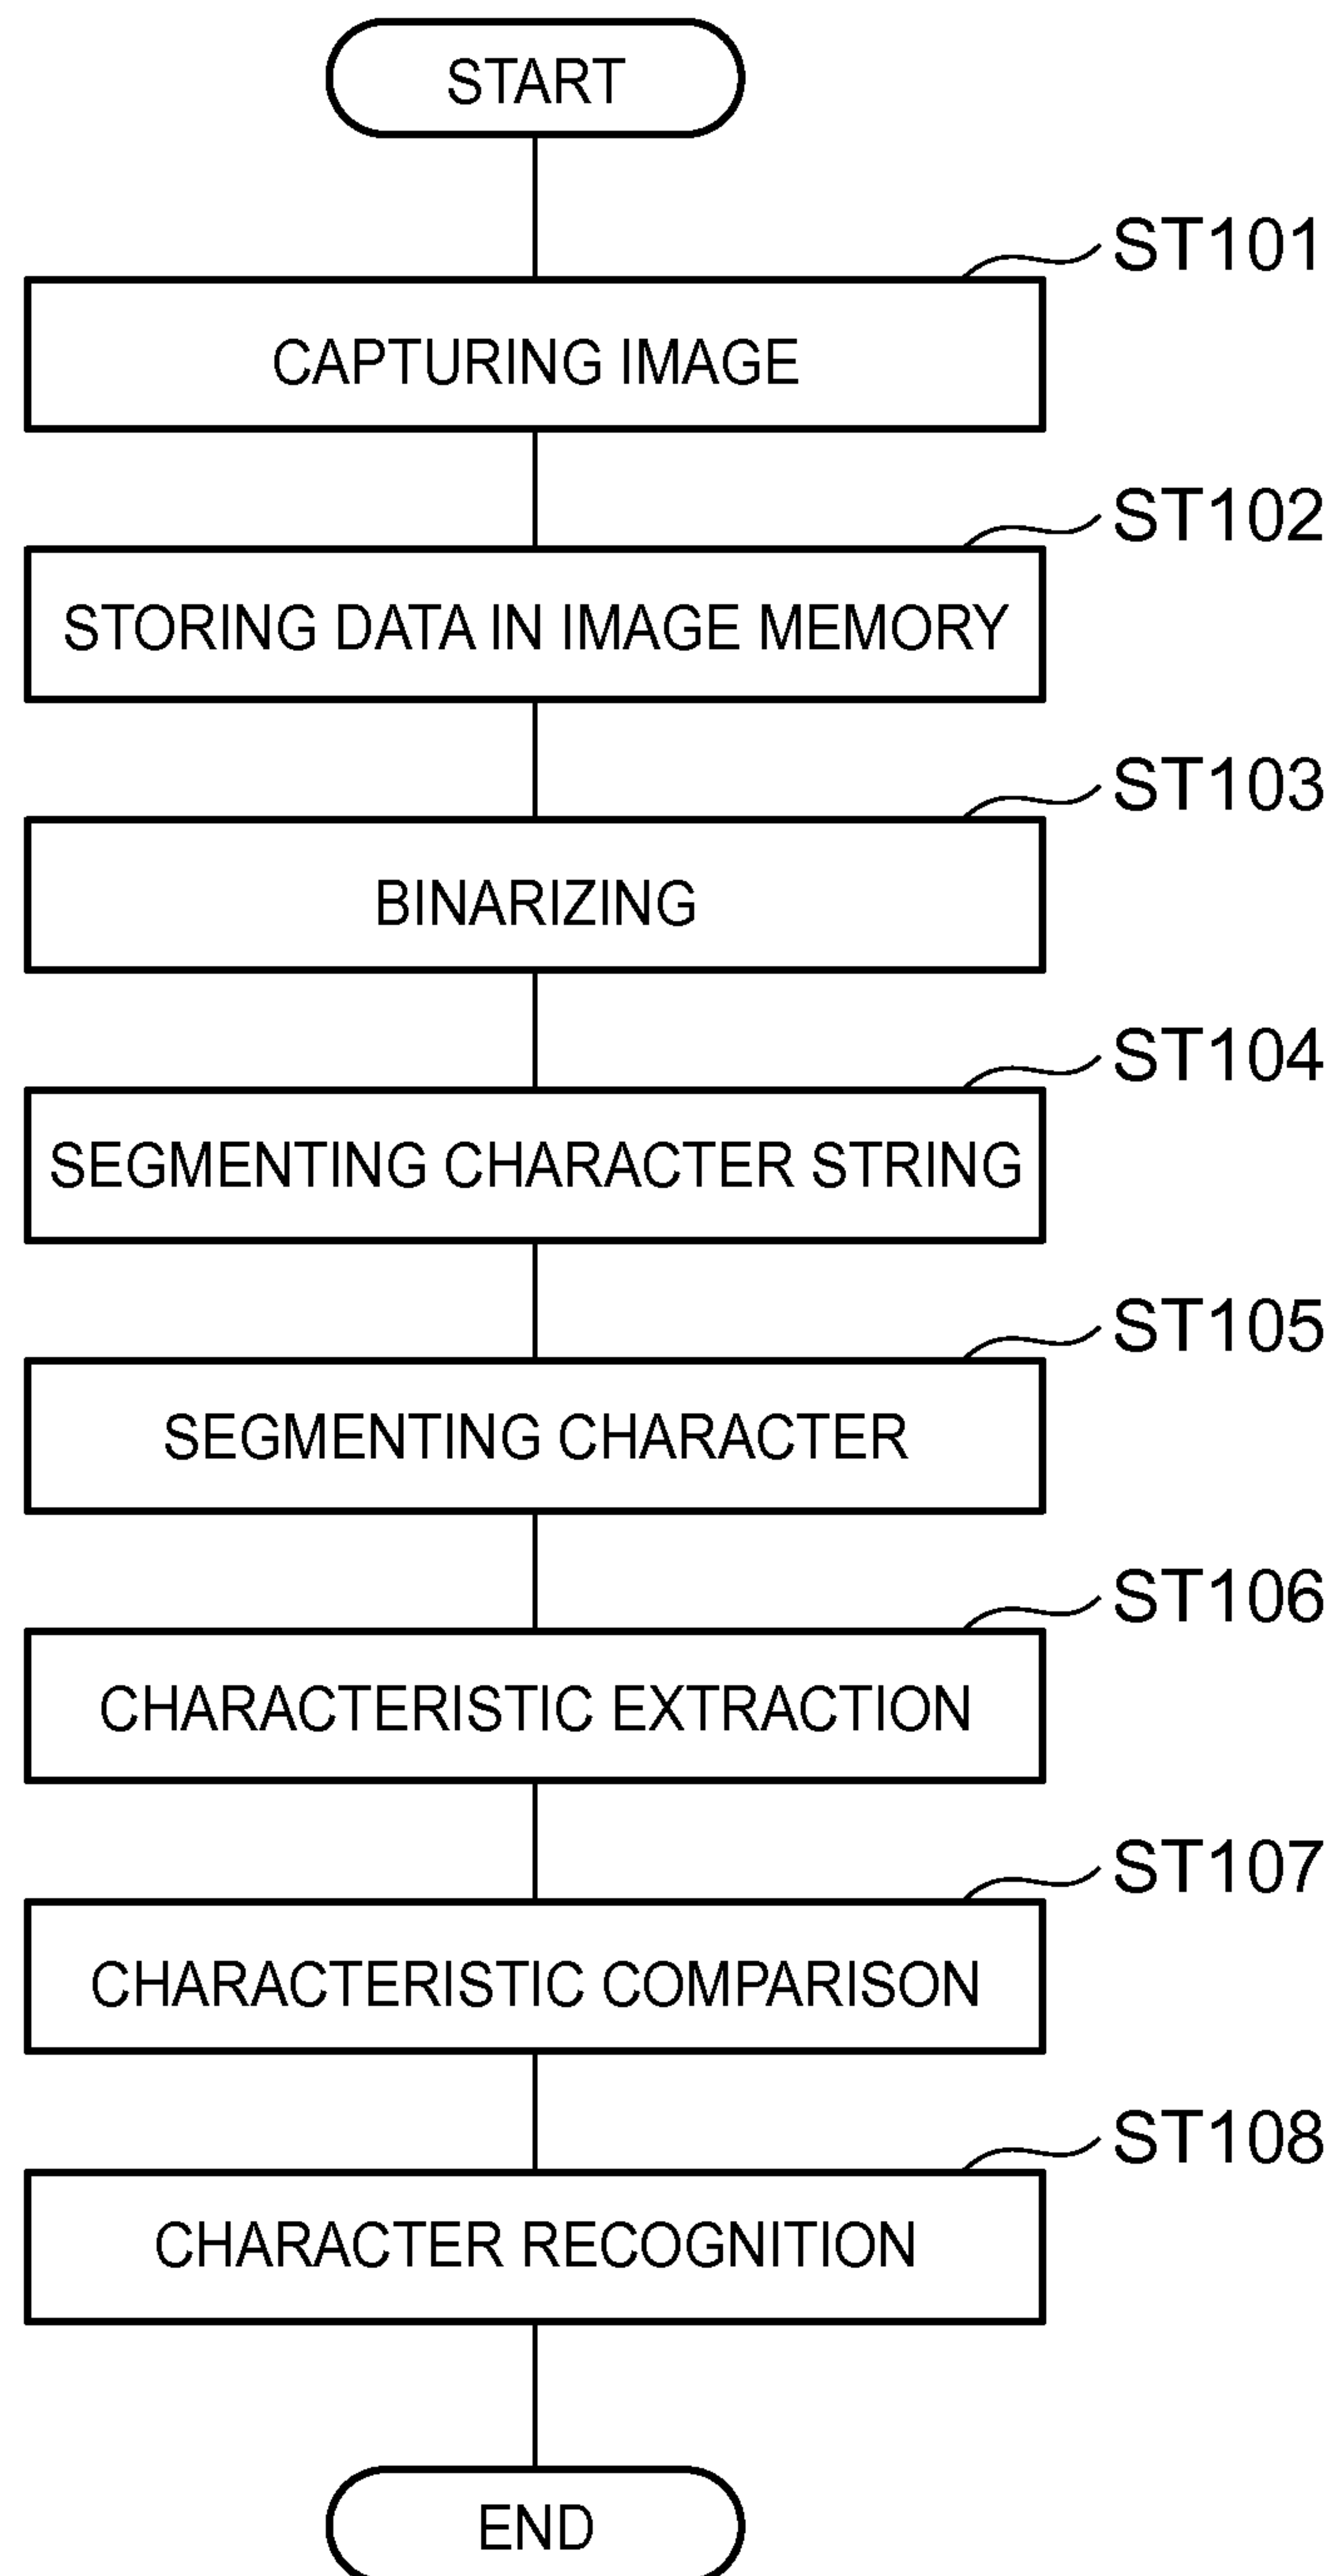 START
ST101
CAPTURING IMAGE
ST102
STORING DATA IN IMAGE MEMORY
ST103
BINARIZING
ST104
SEGMENTING CHARACTER STRING
ST105
SEGMENTING CHARACTER
ST106
CHARACTERISTIC EXTRACTION
ST107
CHARACTERISTIC COMPARISON
ST108
CHARACTER RECOGNITION
END